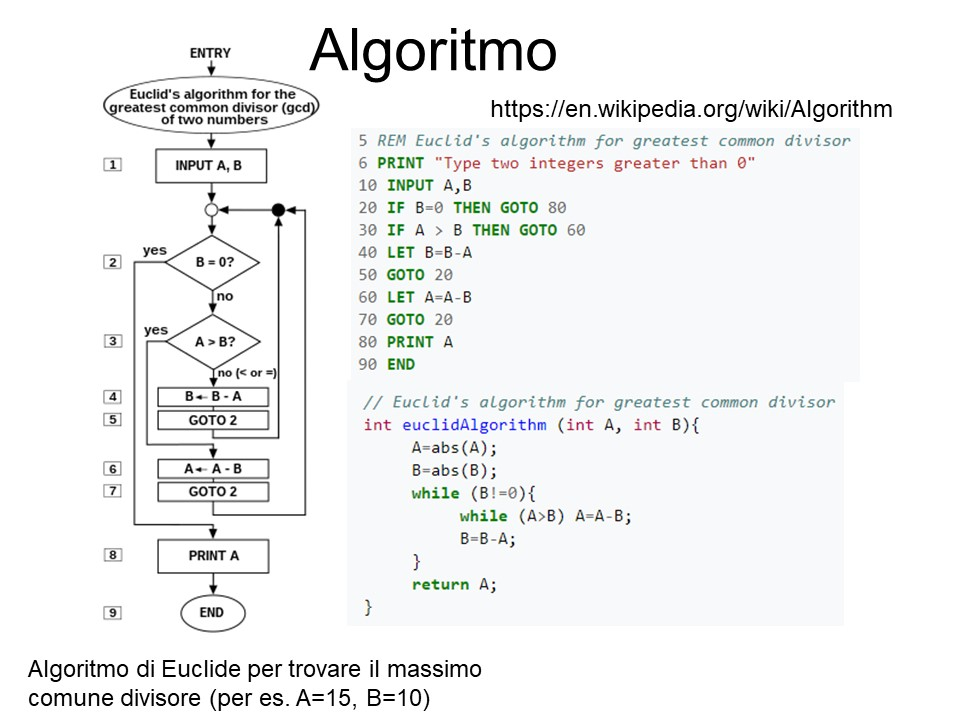 Algoritmo
https://en.wikipedia.org/wiki/Algorithm
ENTRY
Euclid's algorithm for the
greatest common divisor (gcd)
of two numbers
1
INPUT A, B
yes
2
B = 0?
no
yes
3
A > B?
no (< or =)
4
B ← B - A
5
GOTO 2
6
A ← A - B
7
GOTO 2
8
PRINT A
9
END
5 REM Euclid's algorithm for greatest common divisor
6 PRINT "Type two integers greater than 0"
10 INPUT A,B
20 IF B=0 THEN GOTO 80
30 IF A > B THEN GOTO 60
40 LET B=B-A
50 GOTO 20
60 LET A=A-B
70 GOTO 20
80 PRINT A
90 END
// Euclid's algorithm for greatest common divisor
int euclidAlgorithm (int A, int B){
A=abs(A);
B=abs(B);
while (B!=0){
while (A>B) A=A-B;
B=B-A;
}
return A;
}
Algoritmo di Euclide per trovare il massimo
comune divisore (per es. A=15, B=10)